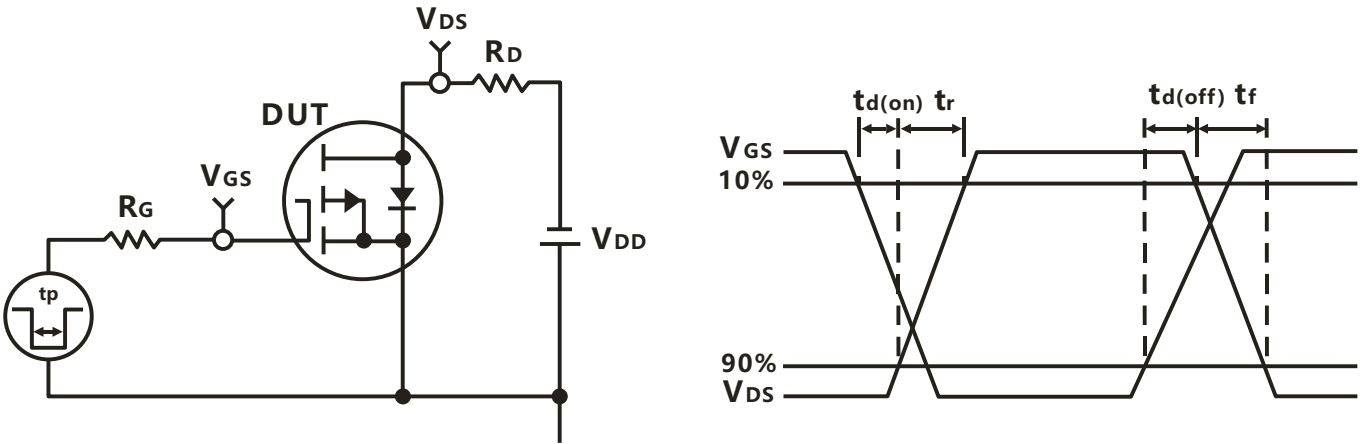 VDS
RD
DUT
VGS
RG
VDD
tp
td(on) tr
td(off) tf
VGS
10%
90%
VDS